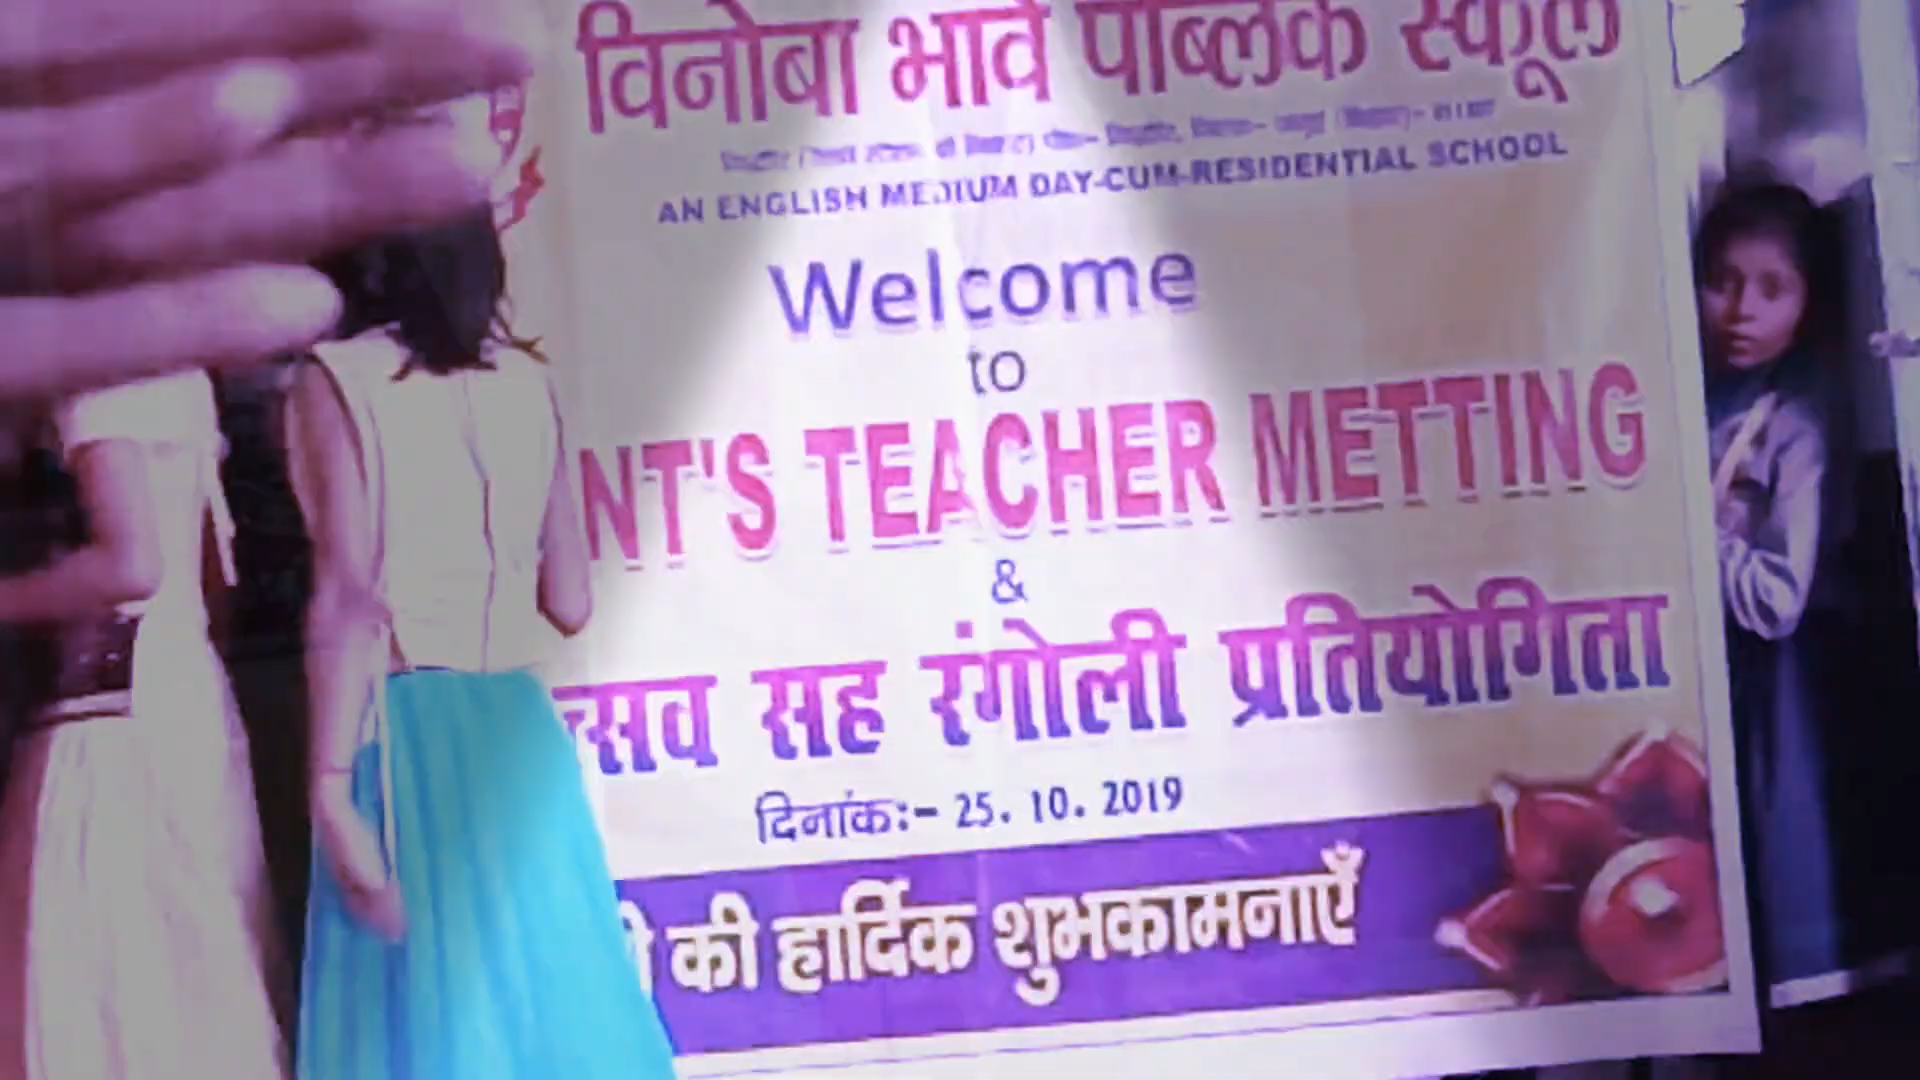 विनोबा भावे पब्लिक स्कूल
AN ENGLISH MEDIUM DAY-CUM-RESIDENTIAL SCHOOL
Welcome
to
NT'S TEACHER METTING
&
त्सव सह रंगोली प्रतियोगिता
दिनांक:- 25. 10. 2019
की हार्दिक शुभकामनाएँ